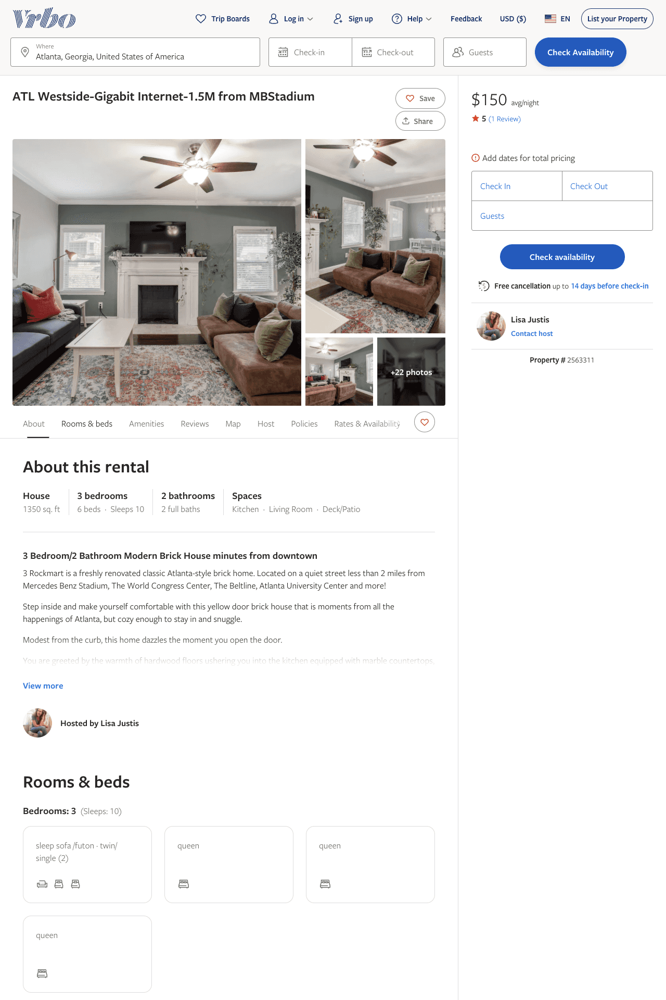 Vrbo
Trip Boards
Log in
Sign up
Help
Feedback
USD ($)
EN
List your Property
Where
Atlanta, Georgia, United States of America
Check-in
Check-out
Guests
Check Availability
ATL Westside-Gigabit Internet-1.5M from MBStadium
Save
Share
+22 photos
$150 avg/night
5 (1 Review)
Add dates for total pricing
Check In
Check Out
Guests
Check availability
Free cancellation up to 14 days before check-in
Lisa Justis
Contact host
Property # 2563311
About
Rooms & beds
Amenities
Reviews
Map
Host
Policies
Rates & Availability
About this rental
House
1350 sq. ft
3 bedrooms
6 beds · Sleeps 10
2 bathrooms
2 full baths
Spaces
Kitchen · Living Room · Deck/Patio
3 Bedroom/2 Bathroom Modern Brick House minutes from downtown
3 Rockmart is a freshly renovated classic Atlanta-style brick home. Located on a quiet street less than 2 miles from
Mercedes Benz Stadium, The World Congress Center, The Beltline, Atlanta University Center and more!
Step inside and make yourself comfortable with this yellow door brick house that is moments from all the
happenings of Atlanta, but cozy enough to stay in and snuggle.
Modest from the curb, this home dazzles the moment you open the door.
You are greeted by the warmth of hardwood floors ushering you into the kitchen equipped with marble countertops,
View more
Hosted by Lisa Justis
Rooms & beds
Bedrooms: 3 (Sleeps: 10)
sleep sofa /futon · twin/
single (2)
queen
queen
queen